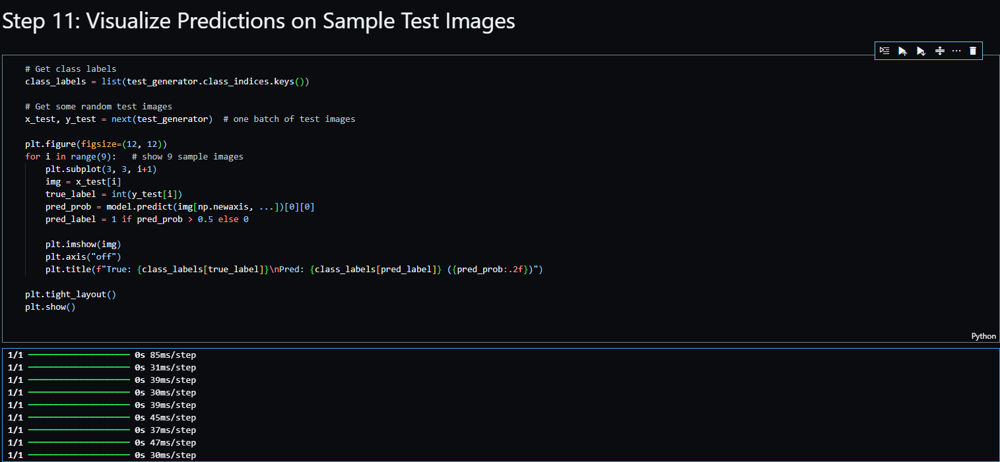 Step 11: Visualize Predictions on Sample Test Images
# Get class labels
class_labels = list(test_generator.class_indices.keys())
# Get some random test images
x_test, y_test = next(test_generator)  # one batch of test images
plt.figure(figsize=(12, 12))
for i in range(9):   # show 9 sample images
    plt.subplot(3, 3, i+1)
    img = x_test[i]
    true_label = int(y_test[i])
    pred_prob = model.predict(img[np.newaxis, ...])[0][0]
    pred_label = 1 if pred_prob > 0.5 else 0
    plt.imshow(img)
    plt.axis("off")
    plt.title(f"True: {class_labels[true_label]}\nPred: {class_labels[pred_label]} ({pred_prob:.2f})")
plt.tight_layout()
plt.show()
Python
1/1 0s 85ms/step
1/1 0s 31ms/step
1/1 0s 39ms/step
1/1 0s 30ms/step
1/1 0s 39ms/step
1/1 0s 45ms/step
1/1 0s 37ms/step
1/1 0s 47ms/step
1/1 0s 30ms/step